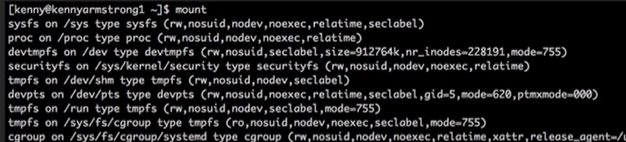 [kenny@kennyarmstrong1 ~]$ mount
sysfs on /sys type sysfs (rw,nosuid,nodev,noexec,relatime,seclabel)
proc on /proc type proc (rw,nosuid,nodev,noexec,relatime)
devtmpfs on /dev type devtmpfs (rw,nosuid,seclabel,size=912764k,nr_inodes=228191,mode=755)
securityfs on /sys/kernel/security type securityfs (rw,nosuid,nodev,noexec,relatime)
tmpfs on /dev/shm type tmpfs (rw,nosuid,nodev,seclabel)
devpts on /dev/pts type devpts (rw,nosuid,noexec,relatime,seclabel,gid=5,mode=620,ptmxmode=000)
tmpfs on /run type tmpfs (rw,nosuid,nodev,seclabel,mode=755)
tmpfs on /sys/fs/cgroup type tmpfs (ro,nosuid,nodev,noexec,seclabel,mode=755)
cgroup on /sys/fs/cgroup/systemd type cgroup (rw,nosuid,nodev,noexec,relatime,xattr,release_agent=/u